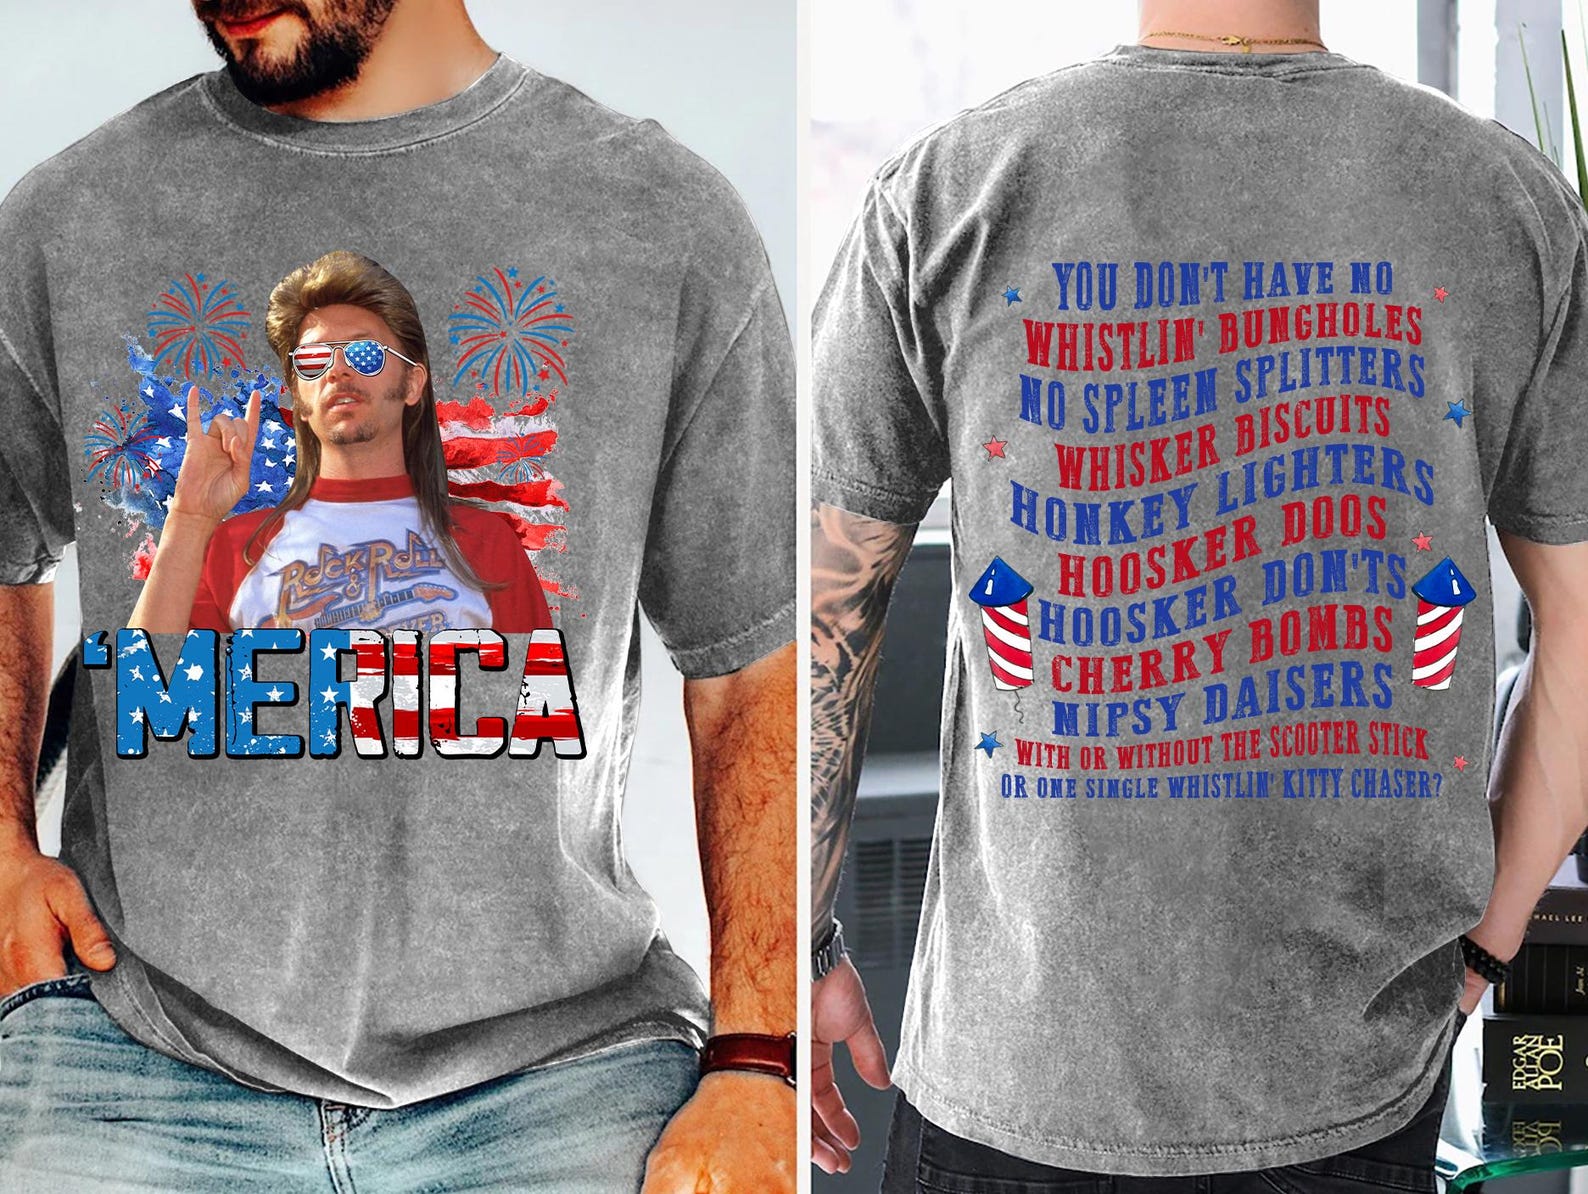 ROCK & ROLL
'MERICA
YOU DON'T HAVE NO
WHISTLIN' BUNGHOLES
NO SPLEEN SPLITTERS
WHISKER BISCUITS
HONKEY LIGHTERS
HOOSKER DOOS
HOOSKER DON'TS
CHERRY BOMBS
NIPSY DAISERS
WITH OR WITHOUT THE SCOOTER STICK
OR ONE SINGLE WHISTLIN' KITTY CHASER?
EDGAR
ALLAN
POE